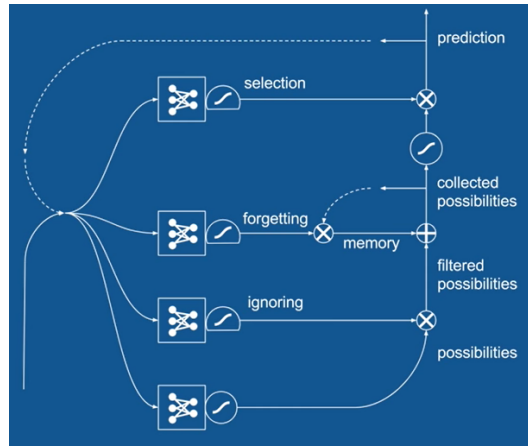 prediction
selection
collected
possibilities
forgetting
memory
filtered
possibilities
ignoring
possibilities